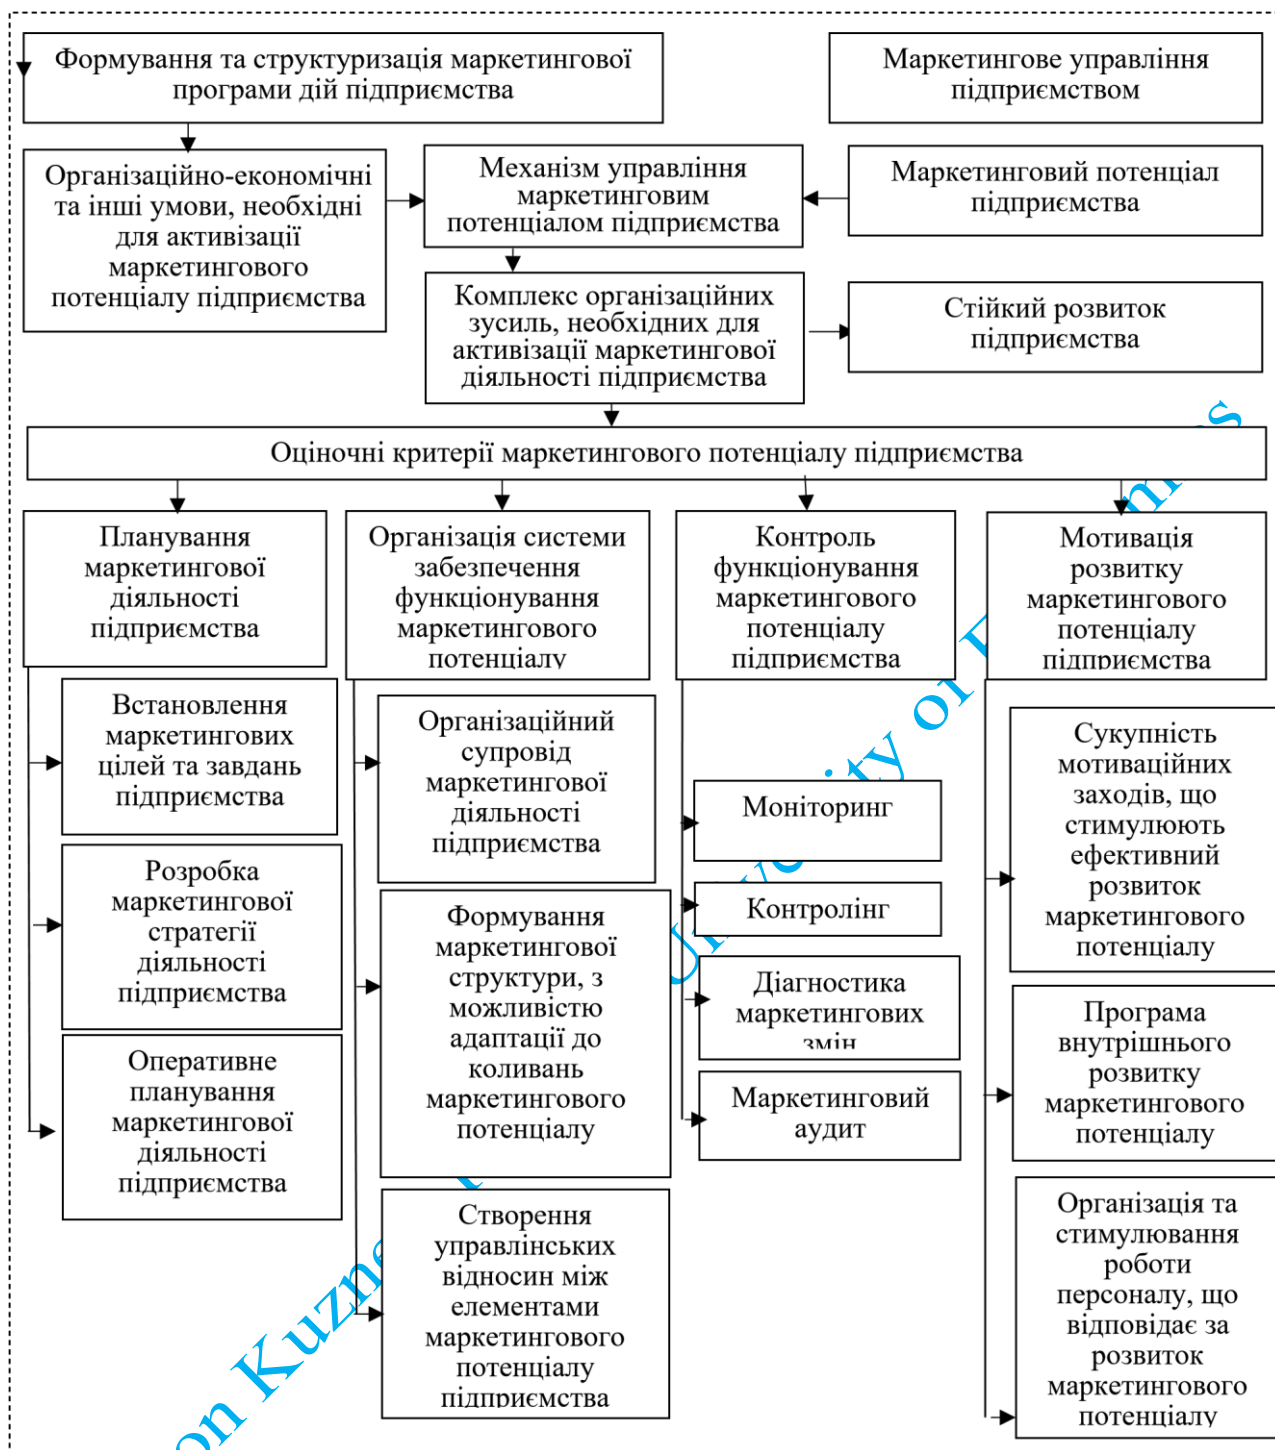 Формування та структуризація маркетингової
програми дій підприємства
Маркетингове управління
підприємством
Організаційно-економічні
та інші умови, необхідні
для активізації
маркетингового
потенціалу підприємства
Механізм управління
маркетинговим
потенціалом підприємства
Маркетинговий потенціал
підприємства
Комплекс організаційних
зусиль, необхідних для
активізації маркетингової
діяльності підприємства
Стійкий розвиток
підприємства
Оціночні критерії маркетингового потенціалу підприємства
Планування
маркетингової
діяльності
підприємства
Встановлення
маркетингових
цілей та завдань
підприємства
Розробка
маркетингової
стратегії
діяльності
підприємства
Оперативне
планування
маркетингової
діяльності
підприємства
Організація системи
забезпечення
функціонування
маркетингового
потенціалу
Організаційний
супровід
маркетингової
діяльності
підприємства
Формування
маркетингової
структури, з
можливістю
адаптації до
коливань
маркетингового
потенціалу
Створення
управлінських
відносин між
елементами
маркетингового
потенціалу
підприємства
Контроль
функціонування
маркетингового
потенціалу
підприємства
Моніторинг
Контролінг
Діагностика
маркетингових
змін
Маркетинговий
аудит
Мотивація
розвитку
маркетингового
потенціалу
підприємства
Сукупність
мотиваційних
заходів, що
стимулюють
ефективний
розвиток
маркетингового
потенціалу
Програма
внутрішнього
розвитку
маркетингового
потенціалу
Організація та
стимулювання
роботи
персоналу, що
відповідає за
розвиток
маркетингового
потенціалу